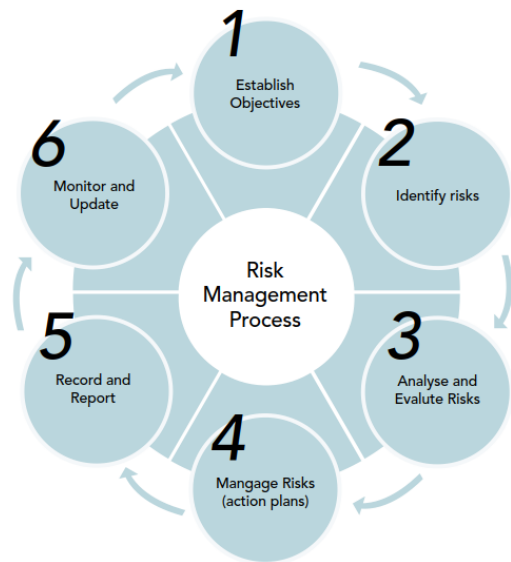 1
Establish
Objectives
2
Identify risks
3
Analyse and
Evalute Risks
4
Mangage Risks
(action plans)
5
Record and
Report
6
Monitor and
Update
Risk
Management
Process